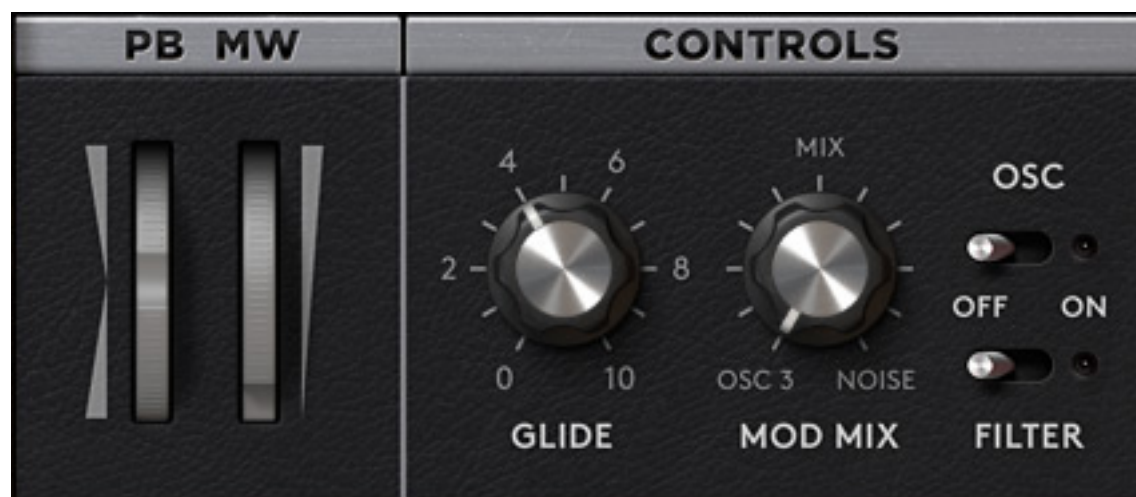 PB MW
CONTROLS
4 6
2 8
0 10
GLIDE
MIX
OSC 3 NOISE
MOD MIX
OSC
OFF ON
FILTER